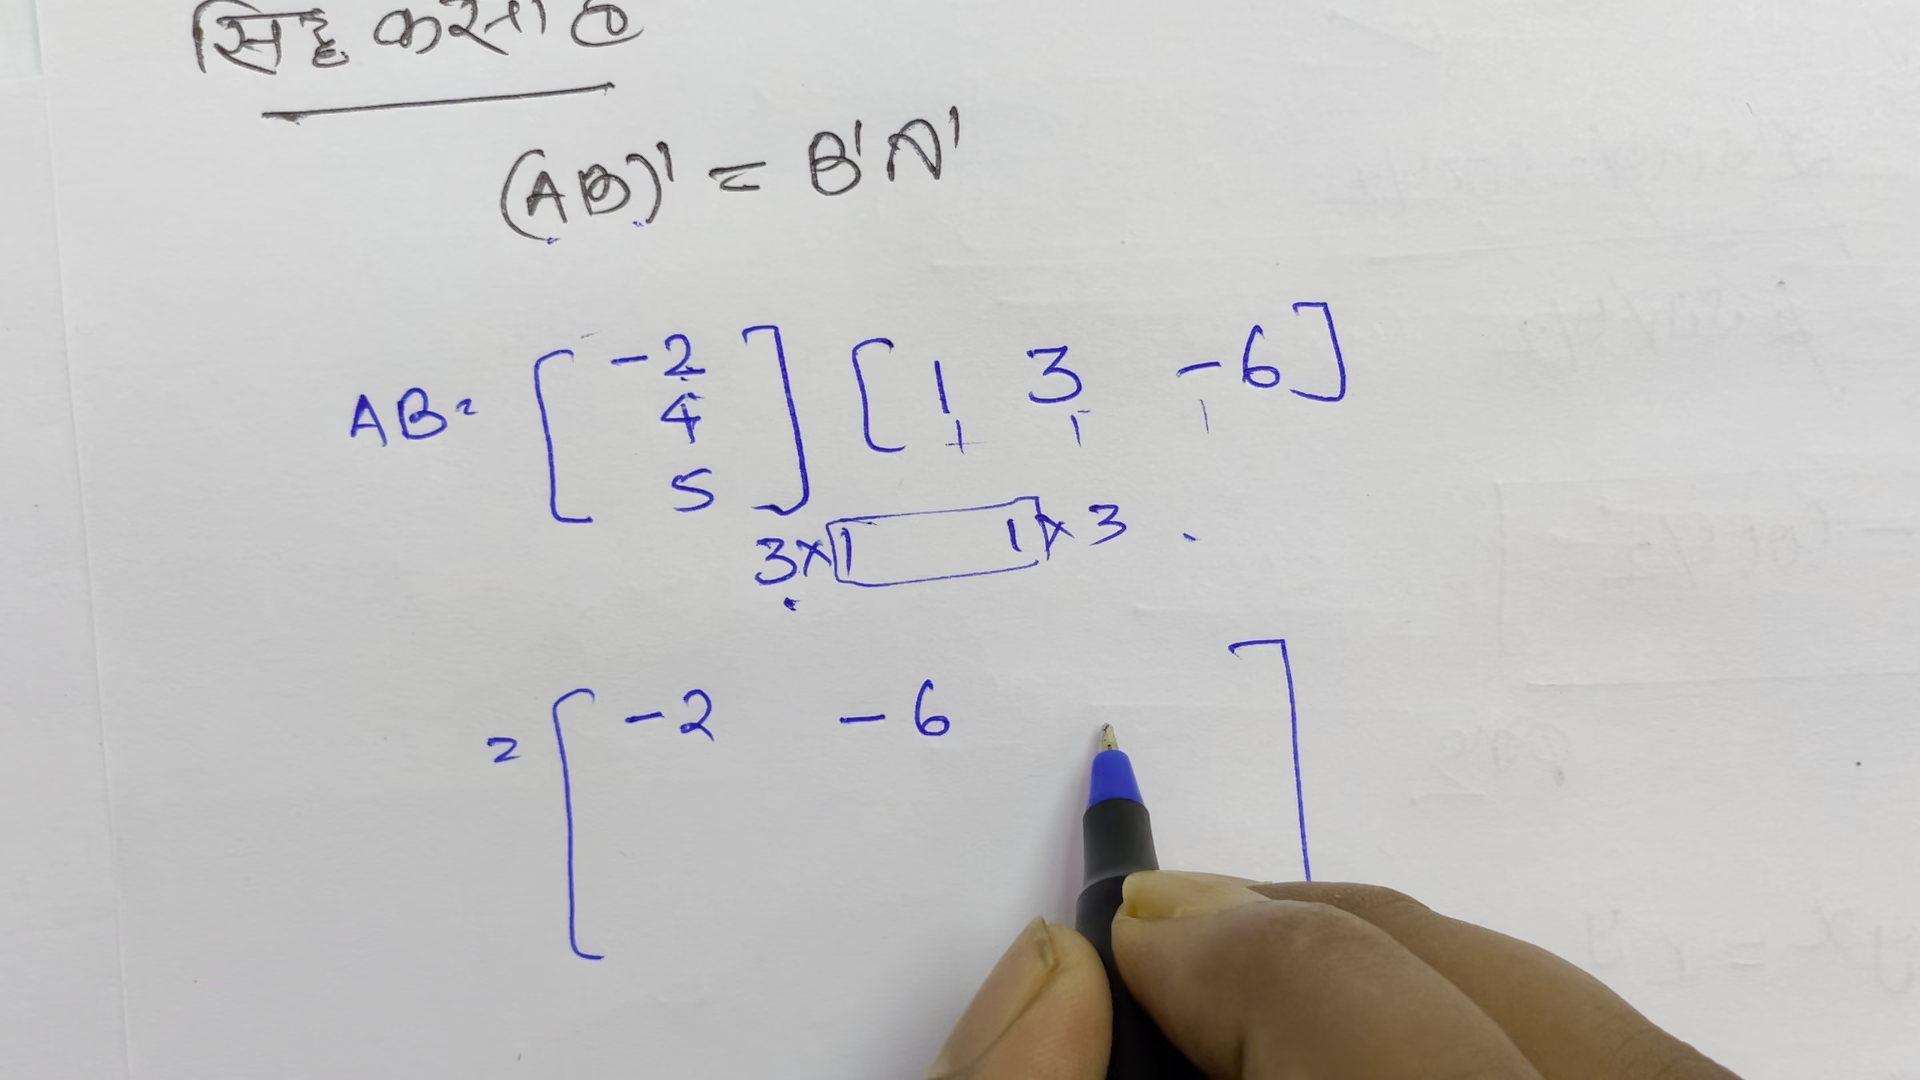 सिद्ध करना है
(AB)' = B'A'
AB = [-2 4 5] [1 3 -6]
3×1 1×3
= [-2 -6 ]